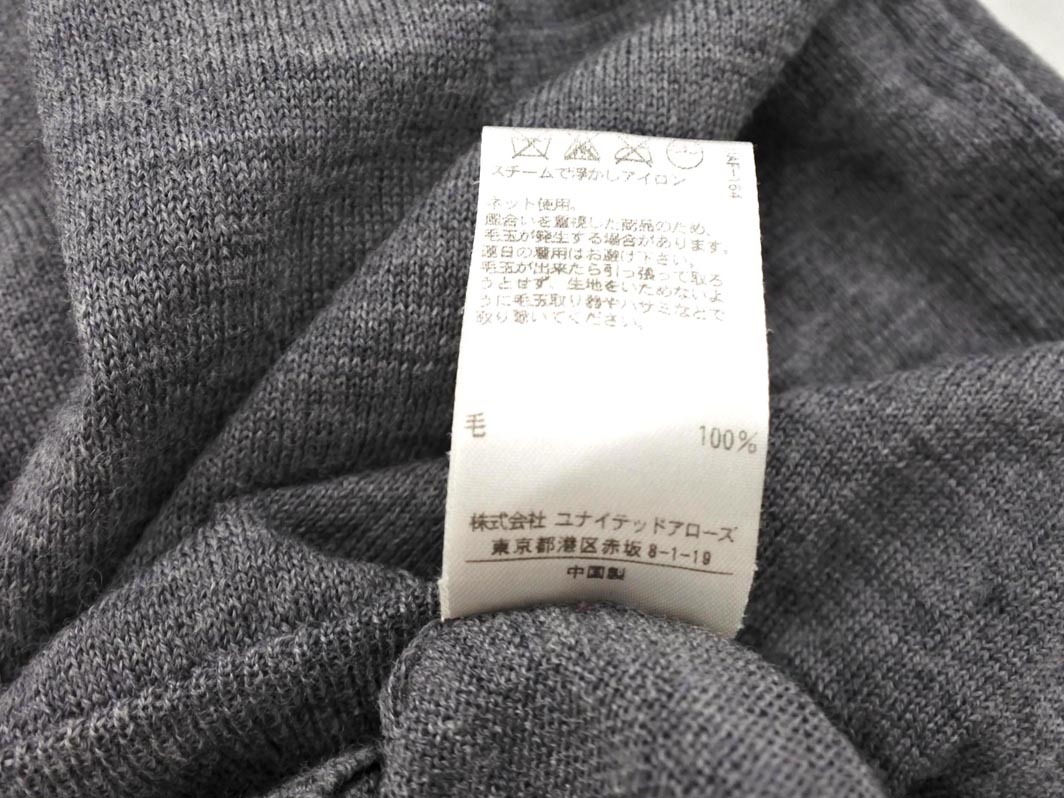 スチームで浮かしアイロン
ネット使用。
風合いを重視した商品のため、
毛玉が発生する場合があります。
連日の着用はお避け下さい。
毛玉が出来たら引っ張って取ろ
うとせず、生地をいためないよ
うに毛玉取り器やハサミなどで
取り除いてください。
毛 100%
株式会社 ユナイテッドアローズ
東京都港区赤坂8-1-19
中国製